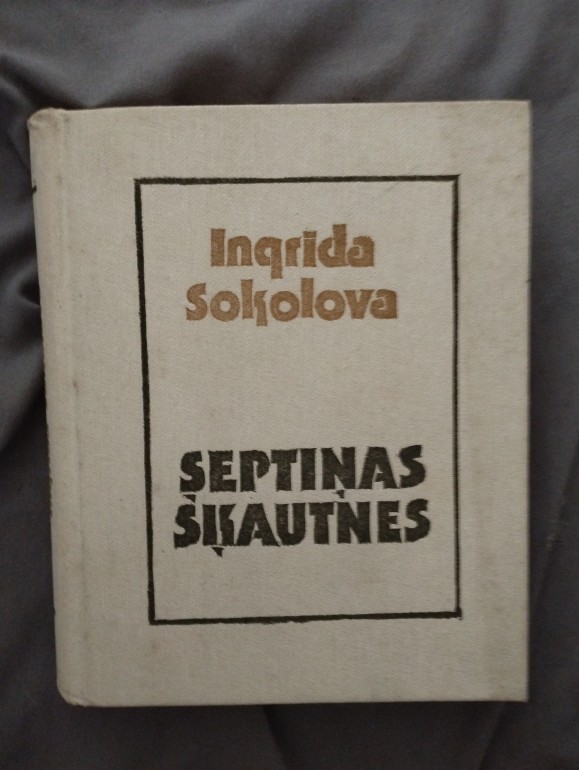 Ingrida
Sokolova
SEPTIŅAS
ŠĶAUTNES